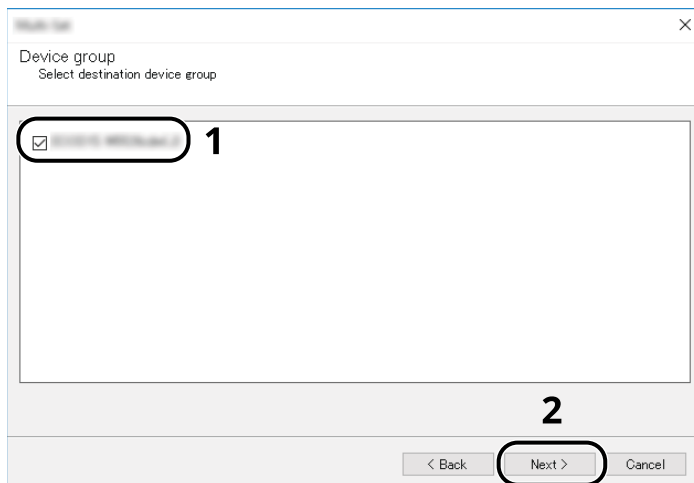 Device group
Select destination device group
1
2
< Back
Next >
Cancel